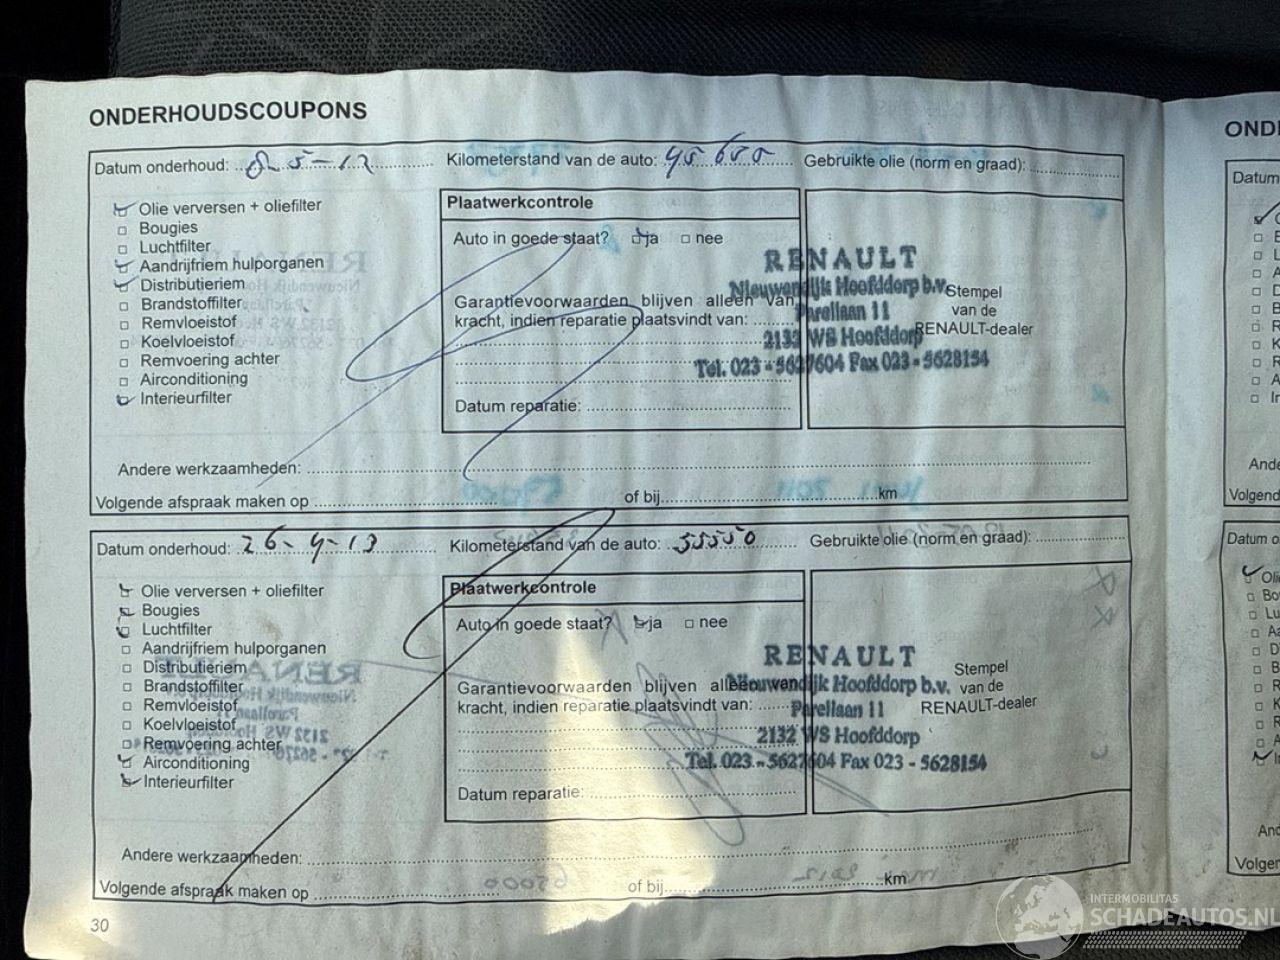 ONDERHOUDSCOUPONS
Datum onderhoud: 8-5-12 Kilometerstand van de auto: 45 650 Gebruikte olie (norm en graad):
Olie verversen + oliefilter
Bougies
Luchtfilter
Aandrijfriem hulporganen
Distributieriem
Brandstoffilter
Remvloeistof
Koelvloeistof
Remvoering achter
Airconditioning
Interieurfilter
Plaatwerkcontrole
Auto in goede staat? ja nee
Garantievoorwaarden blijven alleen van
kracht, indien reparatie plaatsvindt van:
Datum reparatie:
RENAULT
Nieuwendijk Hoofddorp b.v.
Parellaan 11
2132 WS Hoofddorp
Tel. 023 - 5627604 Fax 023 - 5628154
Stempel
van de
RENAULT-dealer
Andere werkzaamheden:
Volgende afspraak maken op of bij km
Datum onderhoud: 26-4-13 Kilometerstand van de auto: 55550 Gebruikte olie (norm en graad):
Olie verversen + oliefilter
Bougies
Luchtfilter
Aandrijfriem hulporganen
Distributieriem
Brandstoffilter
Remvloeistof
Koelvloeistof
Remvoering achter
Airconditioning
Interieurfilter
Plaatwerkcontrole
Auto in goede staat? ja nee
Garantievoorwaarden blijven alleen van
kracht, indien reparatie plaatsvindt van:
Datum reparatie:
RENAULT
Nieuwendijk Hoofddorp b.v.
Parellaan 11
2132 WS Hoofddorp
Tel. 023 - 5627604 Fax 023 - 5628154
Stempel
van de
RENAULT-dealer
Andere werkzaamheden:
Volgende afspraak maken op of bij km
30
INTERMOBILITAS
SCHADEAUTOS.NL